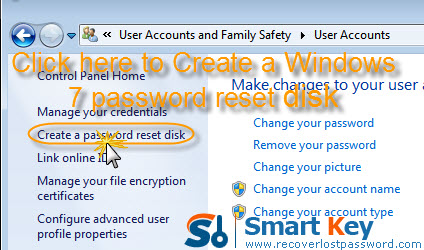 User Accounts and Family Safety ▸ User Accounts
Click here to Create a Windows
7 password reset disk
Control Panel Home
Manage your credentials
Create a password reset disk
Link online I
Manage your file encryption
certificates
Configure advanced user
profile properties
Make changes to your user a
Change your password
Remove your password
Change your picture
Change your account name
Change your account type
Smart Key
www.recoverlostpassword.com